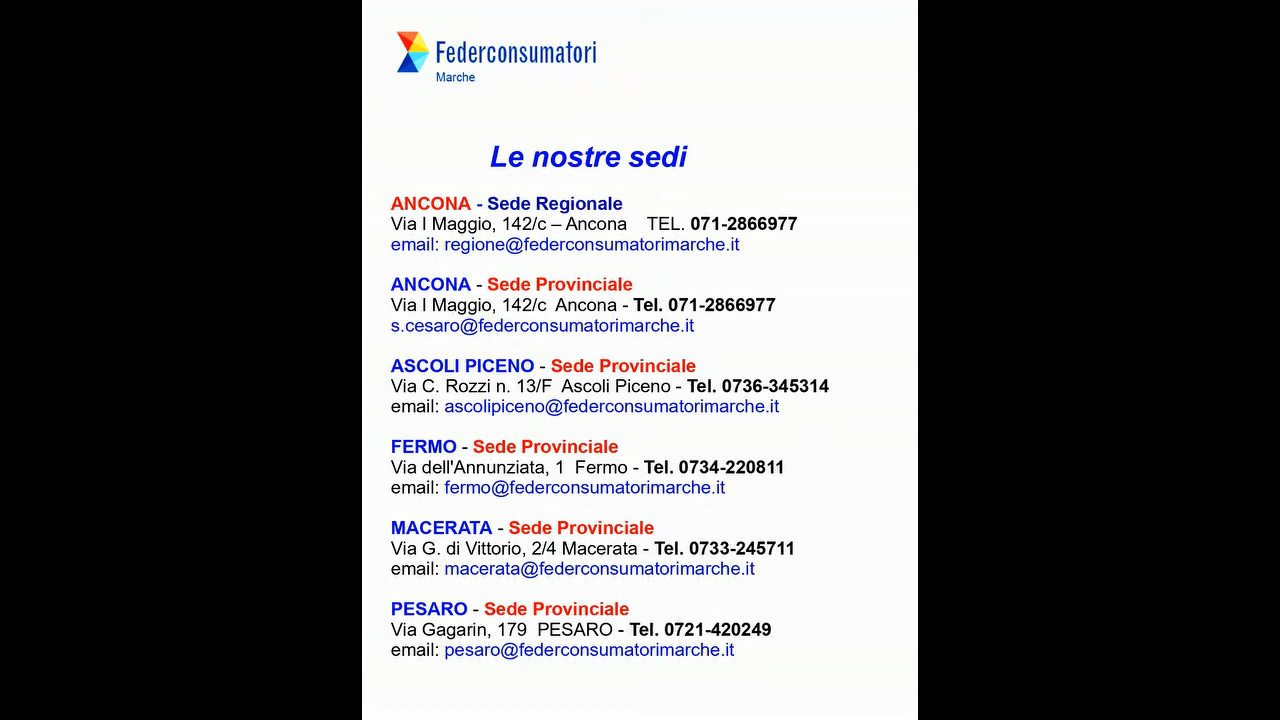 Federconsumatori
Marche
Le nostre sedi
ANCONA - Sede Regionale
Via I Maggio, 142/c – Ancona TEL. 071-2866977
email: regione@federconsumatorimarche.it
ANCONA - Sede Provinciale
Via I Maggio, 142/c Ancona - Tel. 071-2866977
s.cesaro@federconsumatorimarche.it
ASCOLI PICENO - Sede Provinciale
Via C. Rozzi n. 13/F Ascoli Piceno - Tel. 0736-345314
email: ascolipiceno@federconsumatorimarche.it
FERMO - Sede Provinciale
Via dell'Annunziata, 1 Fermo - Tel. 0734-220811
email: fermo@federconsumatorimarche.it
MACERATA - Sede Provinciale
Via G. di Vittorio, 2/4 Macerata - Tel. 0733-245711
email: macerata@federconsumatorimarche.it
PESARO - Sede Provinciale
Via Gagarin, 179 PESARO - Tel. 0721-420249
email: pesaro@federconsumatorimarche.it